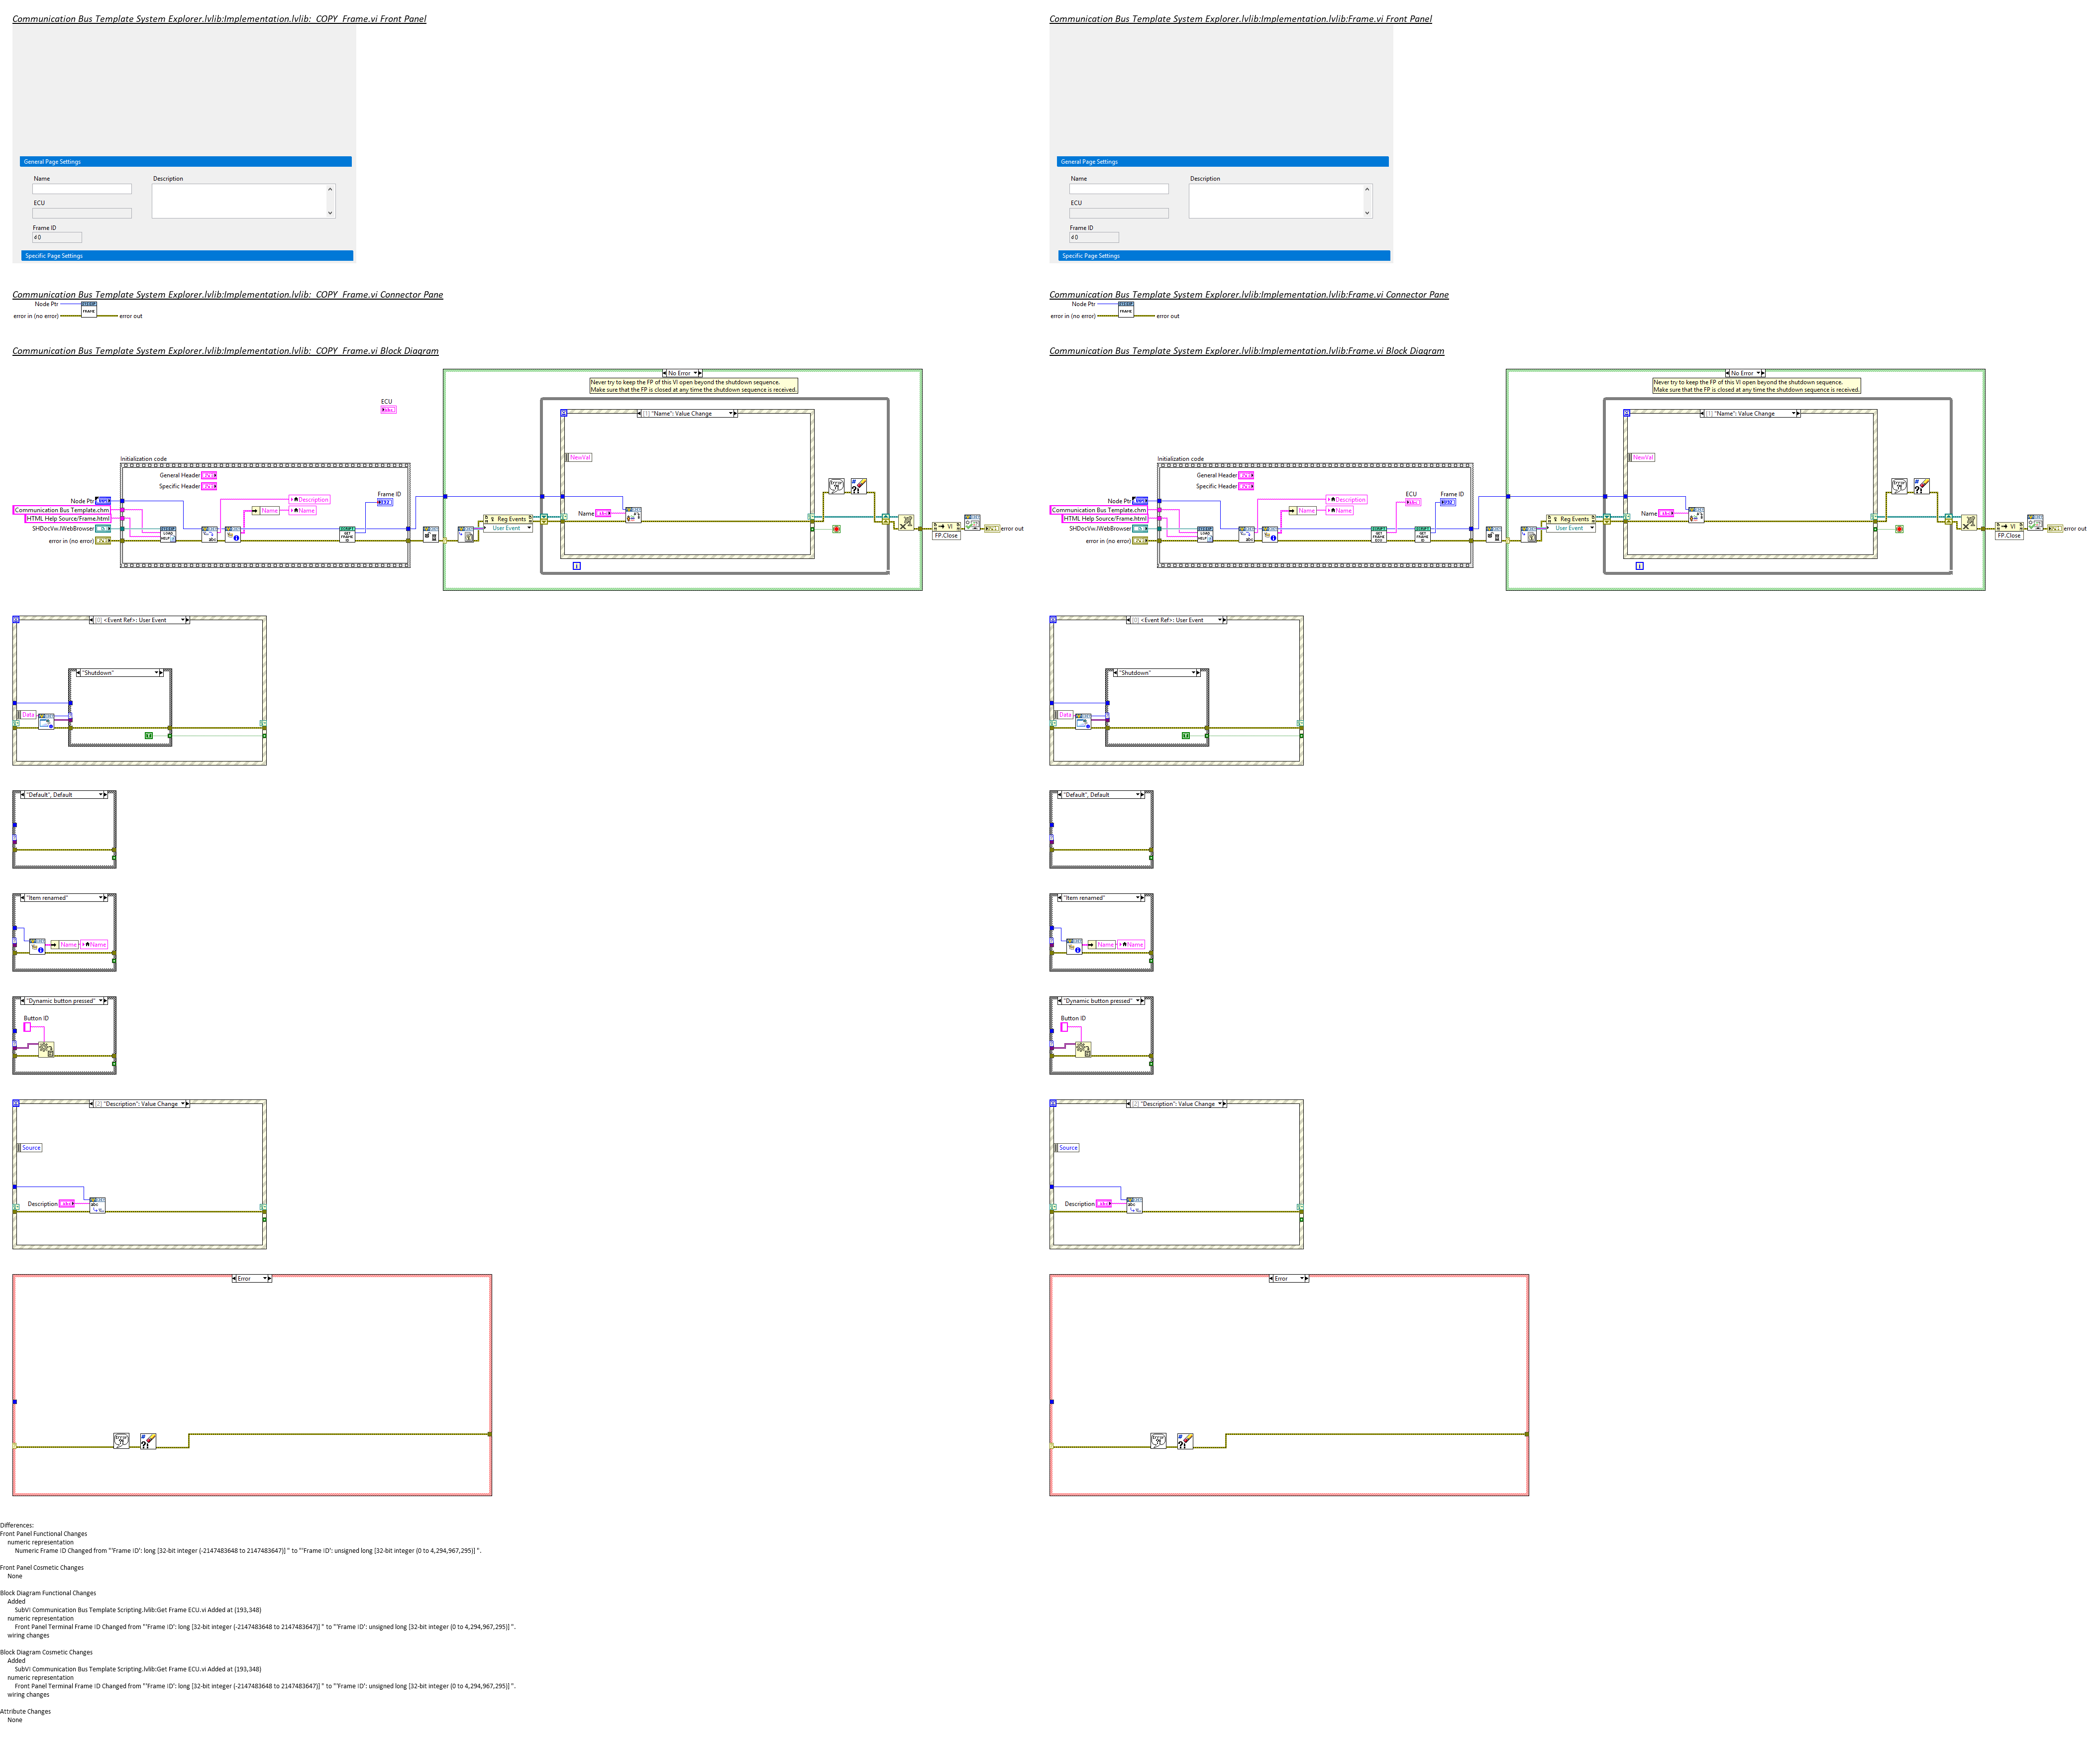 Communication Bus Template System Explorer.lvlib:Implementation.lvlib:_COPY_Frame.vi Front Panel
General Page Settings
Name
Description
ECU
Frame ID
Specific Page Settings
Communication Bus Template System Explorer.lvlib:Implementation.lvlib:_COPY_Frame.vi Connector Pane
Node Ptr
FRAME
error in (no error)
error out
Communication Bus Template System Explorer.lvlib:Implementation.lvlib:_COPY_Frame.vi Block Diagram
No Error
Never try to keep the FP of this VI open beyond the shutdown sequence.
Make sure that the FP is closed at any time the shutdown sequence is received.
ECU
[1] "Name": Value Change
NewVal
Initialization code
General Header
Specific Header
Description
Frame ID
Node Ptr
Name
Name
Communication Bus Template.chm
HTML Help Source/Frame.html
Name
SHDocVw.IWebBrowser
Reg Events
User Event
error in (no error)
VI
FP.Close
error out
[0] <Event Ref>: User Event
"Shutdown"
Data
"Default", Default
"Item renamed"
Name
Name
"Dynamic button pressed"
Button ID
[2] "Description": Value Change
Source
Description
Error
Communication Bus Template System Explorer.lvlib:Implementation.lvlib:Frame.vi Front Panel
General Page Settings
Name
Description
ECU
Frame ID
Specific Page Settings
Communication Bus Template System Explorer.lvlib:Implementation.lvlib:Frame.vi Connector Pane
Node Ptr
FRAME
error in (no error)
error out
Communication Bus Template System Explorer.lvlib:Implementation.lvlib:Frame.vi Block Diagram
No Error
Never try to keep the FP of this VI open beyond the shutdown sequence.
Make sure that the FP is closed at any time the shutdown sequence is received.
[1] "Name": Value Change
NewVal
Initialization code
General Header
Specific Header
ECU
Frame ID
Description
Node Ptr
Name
Name
Communication Bus Template.chm
HTML Help Source/Frame.html
Name
SHDocVw.IWebBrowser
Reg Events
User Event
error in (no error)
VI
FP.Close
error out
[0] <Event Ref>: User Event
"Shutdown"
Data
"Default", Default
"Item renamed"
Name
Name
"Dynamic button pressed"
Button ID
[2] "Description": Value Change
Source
Description
Error
Differences:
Front Panel Functional Changes
numeric representation
Numeric Frame ID Changed from "'Frame ID': long [32-bit integer (-2147483648 to 2147483647)] " to "'Frame ID': unsigned long [32-bit integer (0 to 4,294,967,295)] ".
Front Panel Cosmetic Changes
None
Block Diagram Functional Changes
Added
SubVI Communication Bus Template Scripting.lvlib:Get Frame ECU.vi Added at (193,348)
numeric representation
Front Panel Terminal Frame ID Changed from "'Frame ID': long [32-bit integer (-2147483648 to 2147483647)] " to "'Frame ID': unsigned long [32-bit integer (0 to 4,294,967,295)] ".
wiring changes
Block Diagram Cosmetic Changes
Added
SubVI Communication Bus Template Scripting.lvlib:Get Frame ECU.vi Added at (193,348)
numeric representation
Front Panel Terminal Frame ID Changed from "'Frame ID': long [32-bit integer (-2147483648 to 2147483647)] " to "'Frame ID': unsigned long [32-bit integer (0 to 4,294,967,295)] ".
wiring changes
Attribute Changes
None